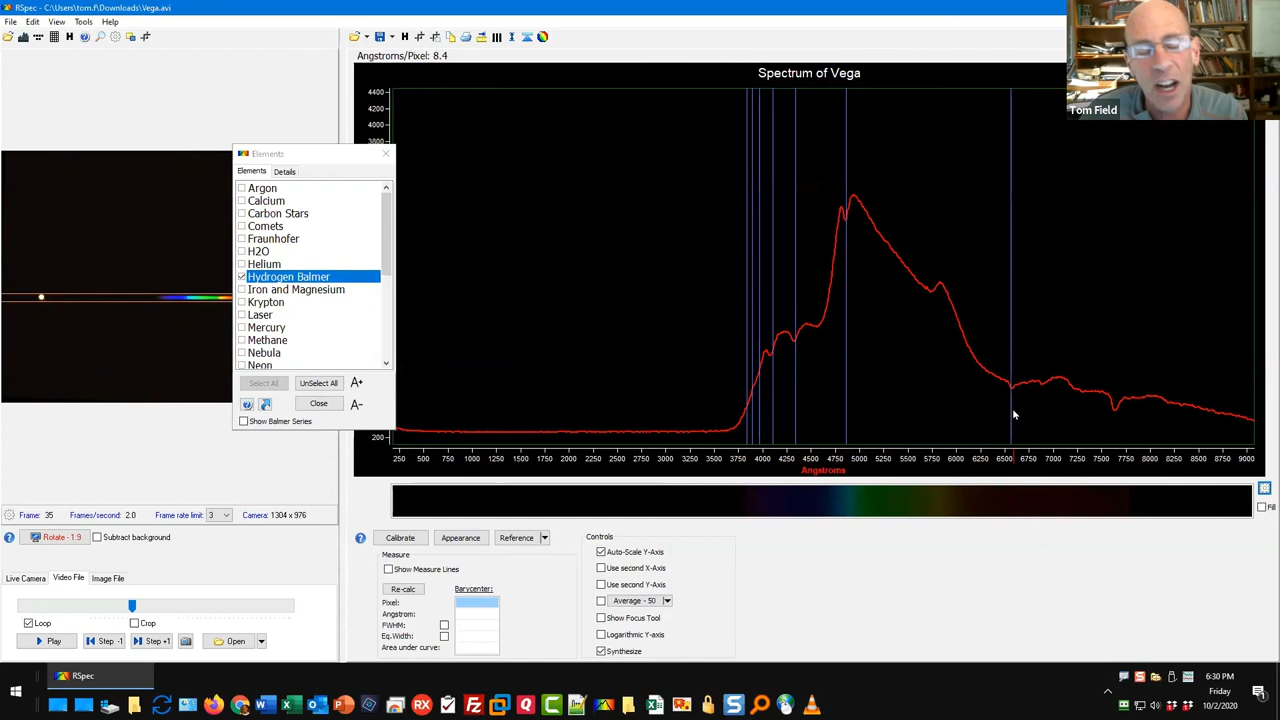 RSpec - C:\Users\tom.f\Downloads\Vega.avi
File Edit View Tools Help
Angstroms/Pixel: 8.4
Spectrum of Vega
Tom Field
4400
4200
4000
3800
Elements
Elements Details
Argon
Calcium
Carbon Stars
Comets
Fraunhofer
H2O
Helium
Hydrogen Balmer
Iron and Magnesium
Krypton
Laser
Mercury
Methane
Nebula
Neon
Select All UnSelect All A+
Close A-
Show Balmer Series
200
250 500 750 1000 1250 1500 1750 2000 2250 2500 2750 3000 3250 3500 3750 4000 4250 4500 4750 5000 5250 5500 5750 6000 6250 6500 6750 7000 7250 7500 7750 8000 8250 8500 8750 9000
Angstroms
Frame: 35 Frames/second: 2.0 Frame rate limit: 3 Camera: 1304 x 976
Rotate - 1.9 Subtract background
Live Camera Video File Image File
Loop Crop
Play Step -1 Step +1 Open
Calibrate Appearance Reference
Measure
Show Measure Lines
Re-calc Barycenter:
Pixel:
Angstrom:
FWHM:
Eq.Width:
Area under curve:
Controls
Auto-Scale Y-Axis
Use second X-Axis
Use second Y-Axis
Average - 50
Show Focus Tool
Logarithmic Y-axis
Synthesize
RSpec
6:30 PM
Friday
10/2/2020